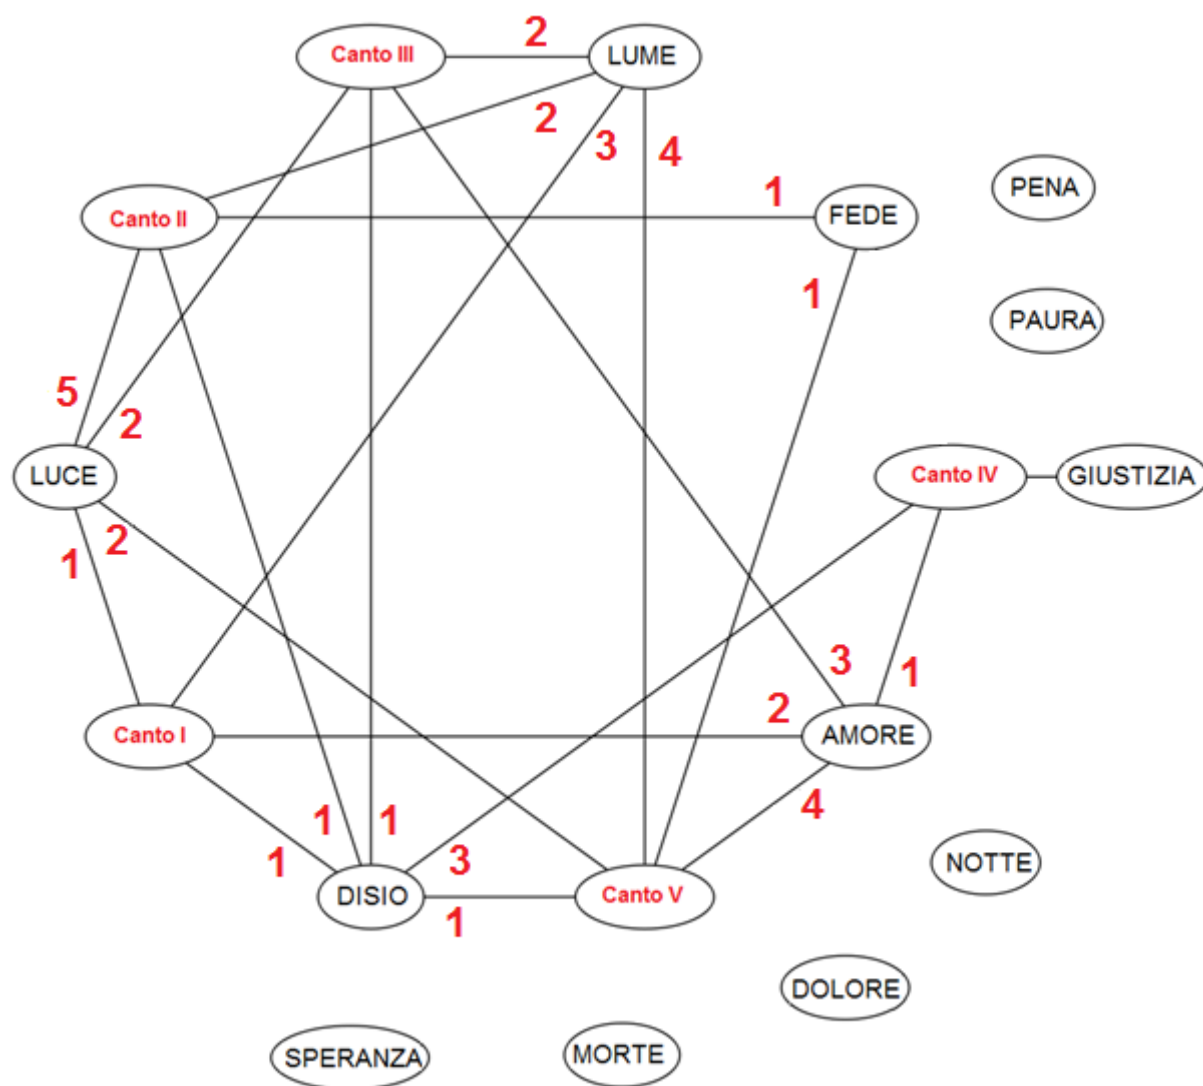 Canto III
2
LUME
2
3
4
PENA
1
Canto II
FEDE
1
PAURA
5
2
LUCE
Canto IV
GIUSTIZIA
1
2
3
1
2
Canto I
AMORE
1
1
1
3
4
DISIO
1
Canto V
NOTTE
DOLORE
SPERANZA
MORTE